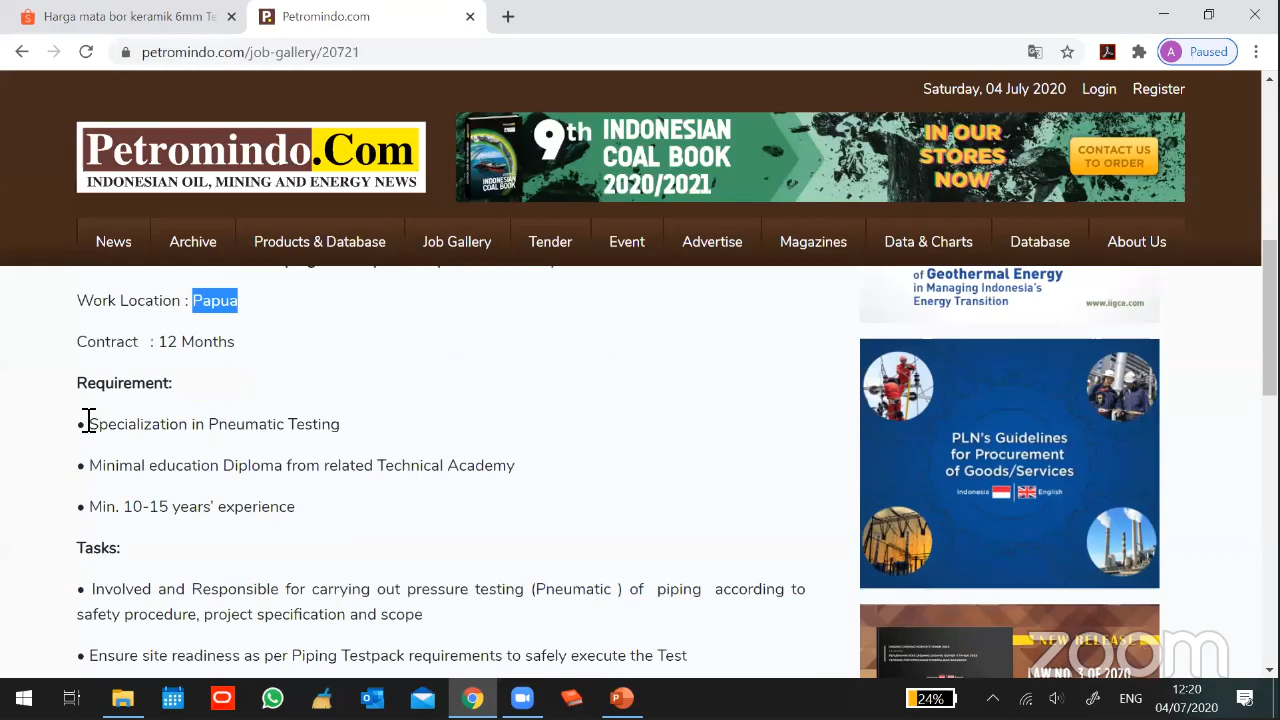 Harga mata bor keramik 6mm Te
Petromindo.com
petromindo.com/job-gallery/20721
A Paused
Saturday, 04 July 2020 Login Register
Petromindo.Com
INDONESIAN OIL, MINING AND ENERGY NEWS
9th INDONESIAN
COAL BOOK
2020/2021
IN OUR
STORES
NOW
CONTACT US
TO ORDER
News Archive Products & Database Job Gallery Tender Event Advertise Magazines Data & Charts Database About Us
Work Location : Papua
Contract : 12 Months
Requirement:
• Specialization in Pneumatic Testing
• Minimal education Diploma from related Technical Academy
• Min. 10-15 years’ experience
Tasks:
• Involved and Responsible for carrying out pressure testing (Pneumatic ) of piping according to
safety procedure, project specification and scope
• Ensure site readiness per Piping Test pac requirements to safely execution Test
of Geothermal Energy
in Managing Indonesia's
Energy Transition
www.iigce.com
PLN's Guidelines
for Procurement
of Goods/Services
Indonesia English
NEW RELEASE
LAW NO. 3 OF 2020
zoom
24%
ENG
12:20
04/07/2020